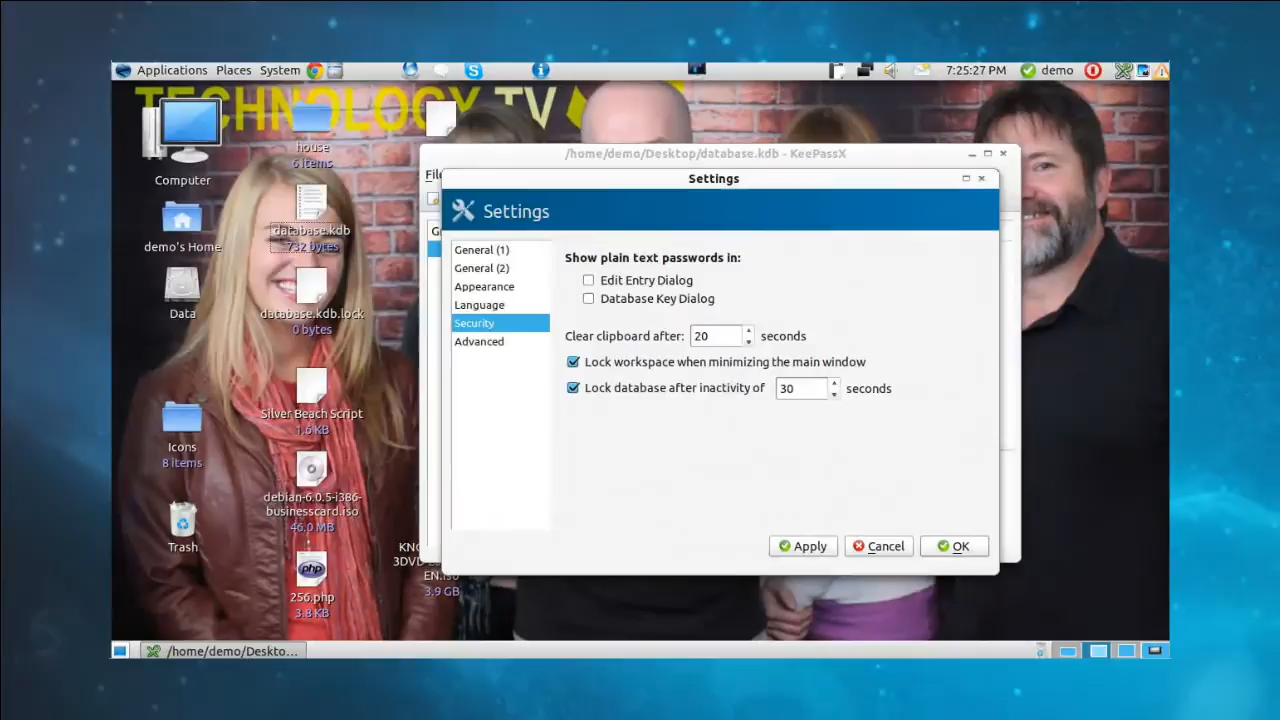 Applications Places System
7:25:27 PM demo
TECHNOLOGY TV
Computer
house
6 items
demo's Home
database.kdb
732 bytes
Data
database.kdb.lock
0 bytes
Silver Beach Script
1.6 KB
Icons
8 items
debian-6.0.5-i386-
businesscard.iso
46.0 MB
Trash
256.php
3.8 KB
php
EN.iso
3.9 GB
/home/demo/Desktop/database.kdb - KeePassX
Settings
Settings
General (1)
General (2)
Appearance
Language
Security
Advanced
Show plain text passwords in:
Edit Entry Dialog
Database Key Dialog
Clear clipboard after: 20 seconds
Lock workspace when minimizing the main window
Lock database after inactivity of 30 seconds
Apply Cancel OK
/home/demo/Deskto...